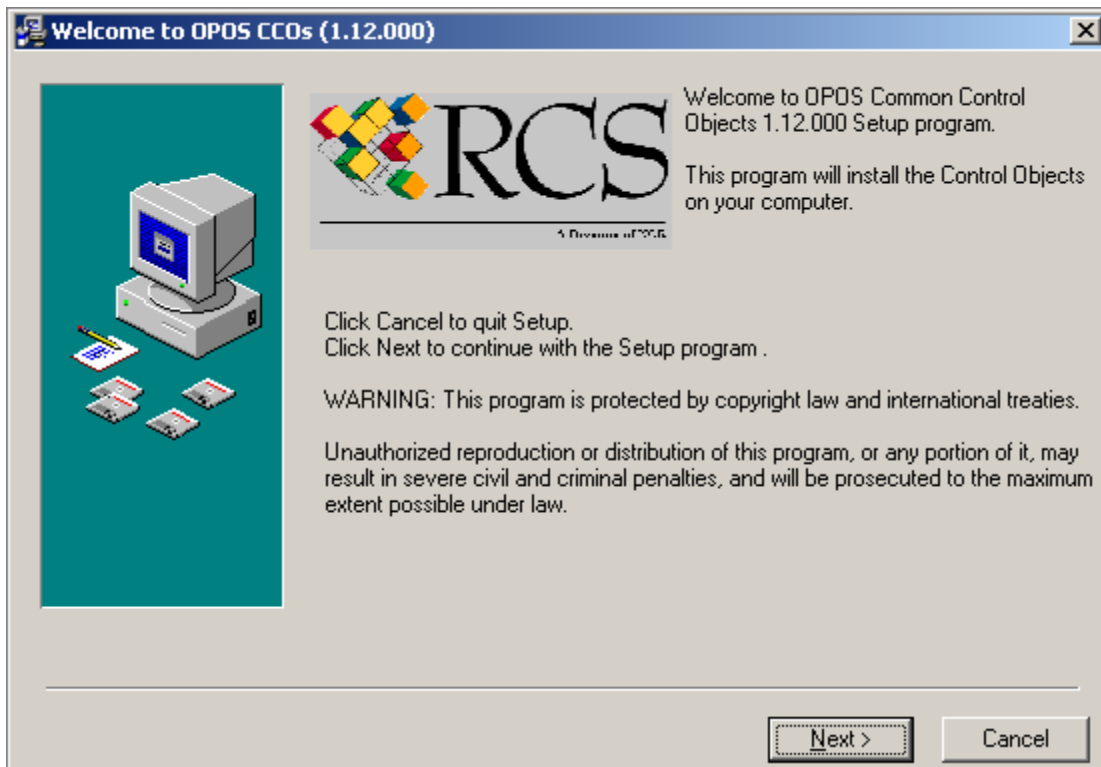 Welcome to OPOS CCOs (1.12.000)
RCS
Welcome to OPOS Common Control
Objects 1.12.000 Setup program.
This program will install the Control Objects
on your computer.
Click Cancel to quit Setup.
Click Next to continue with the Setup program .
WARNING: This program is protected by copyright law and international treaties.
Unauthorized reproduction or distribution of this program, or any portion of it, may
result in severe civil and criminal penalties, and will be prosecuted to the maximum
extent possible under law.
Next >
Cancel